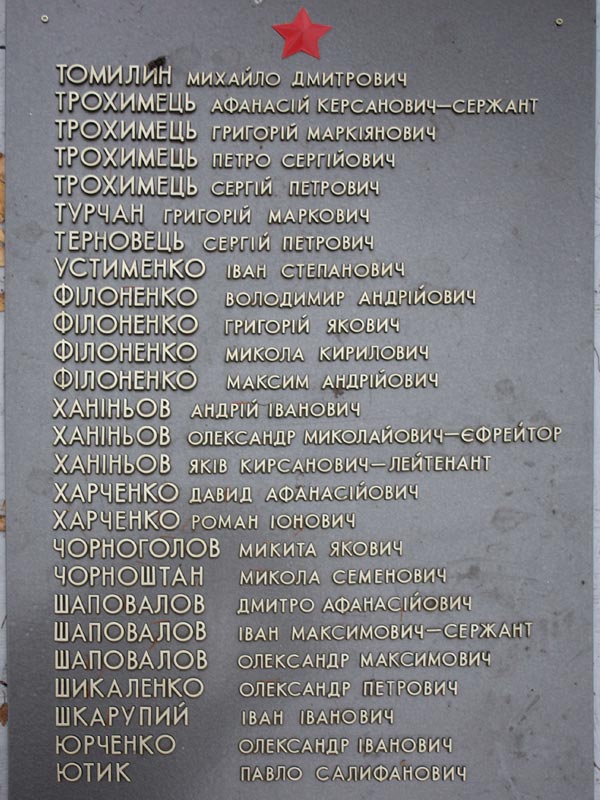 ТОМИЛИН МИХАЙЛО ДМИТРОВИЧ
ТРОХИМЕЦЬ АФАНАСІЙ КЕРСАНОВИЧ—СЕРЖАНТ
ТРОХИМЕЦЬ ГРИГОРІЙ МАРКІЯНОВИЧ
ТРОХИМЕЦЬ ПЕТРО СЕРГІЙОВИЧ
ТРОХИМЕЦЬ СЕРГІЙ ПЕТРОВИЧ
ТУРЧАН ГРИГОРІЙ МАРКОВИЧ
ТЕРНОВЕЦЬ СЕРГІЙ ПЕТРОВИЧ
УСТИМЕНКО ІВАН СТЕПАНОВИЧ
ФІЛОНЕНКО ВОЛОДИМИР АНДРІЙОВИЧ
ФІЛОНЕНКО ГРИГОРІЙ ЯКОВИЧ
ФІЛОНЕНКО МИКОЛА КИРИЛОВИЧ
ФІЛОНЕНКО МАКСИМ АНДРІЙОВИЧ
ХАНІНЬОВ АНДРІЙ ІВАНОВИЧ
ХАНІНЬОВ ОЛЕКСАНДР МИКОЛАЙОВИЧ—ЄФРЕЙТОР
ХАНІНЬОВ ЯКІВ КИРСАНОВИЧ—ЛЕЙТЕНАНТ
ХАРЧЕНКО ДАВИД АФАНАСІЙОВИЧ
ХАРЧЕНКО РОМАН ІОНОВИЧ
ЧОРНОГОЛОВ МИКИТА ЯКОВИЧ
ЧОРНОШТАН МИКОЛА СЕМЕНОВИЧ
ШАПОВАЛОВ ДМИТРО АФАНАСІЙОВИЧ
ШАПОВАЛОВ ІВАН МАКСИМОВИЧ—СЕРЖАНТ
ШАПОВАЛОВ ОЛЕКСАНДР МАКСИМОВИЧ
ШИКАЛЕНКО ОЛЕКСАНДР ПЕТРОВИЧ
ШКАРУПИЙ ІВАН ІВАНОВИЧ
ЮРЧЕНКО ОЛЕКСАНДР ІВАНОВИЧ
ЮТИК ПАВЛО САЛИФАНОВИЧ